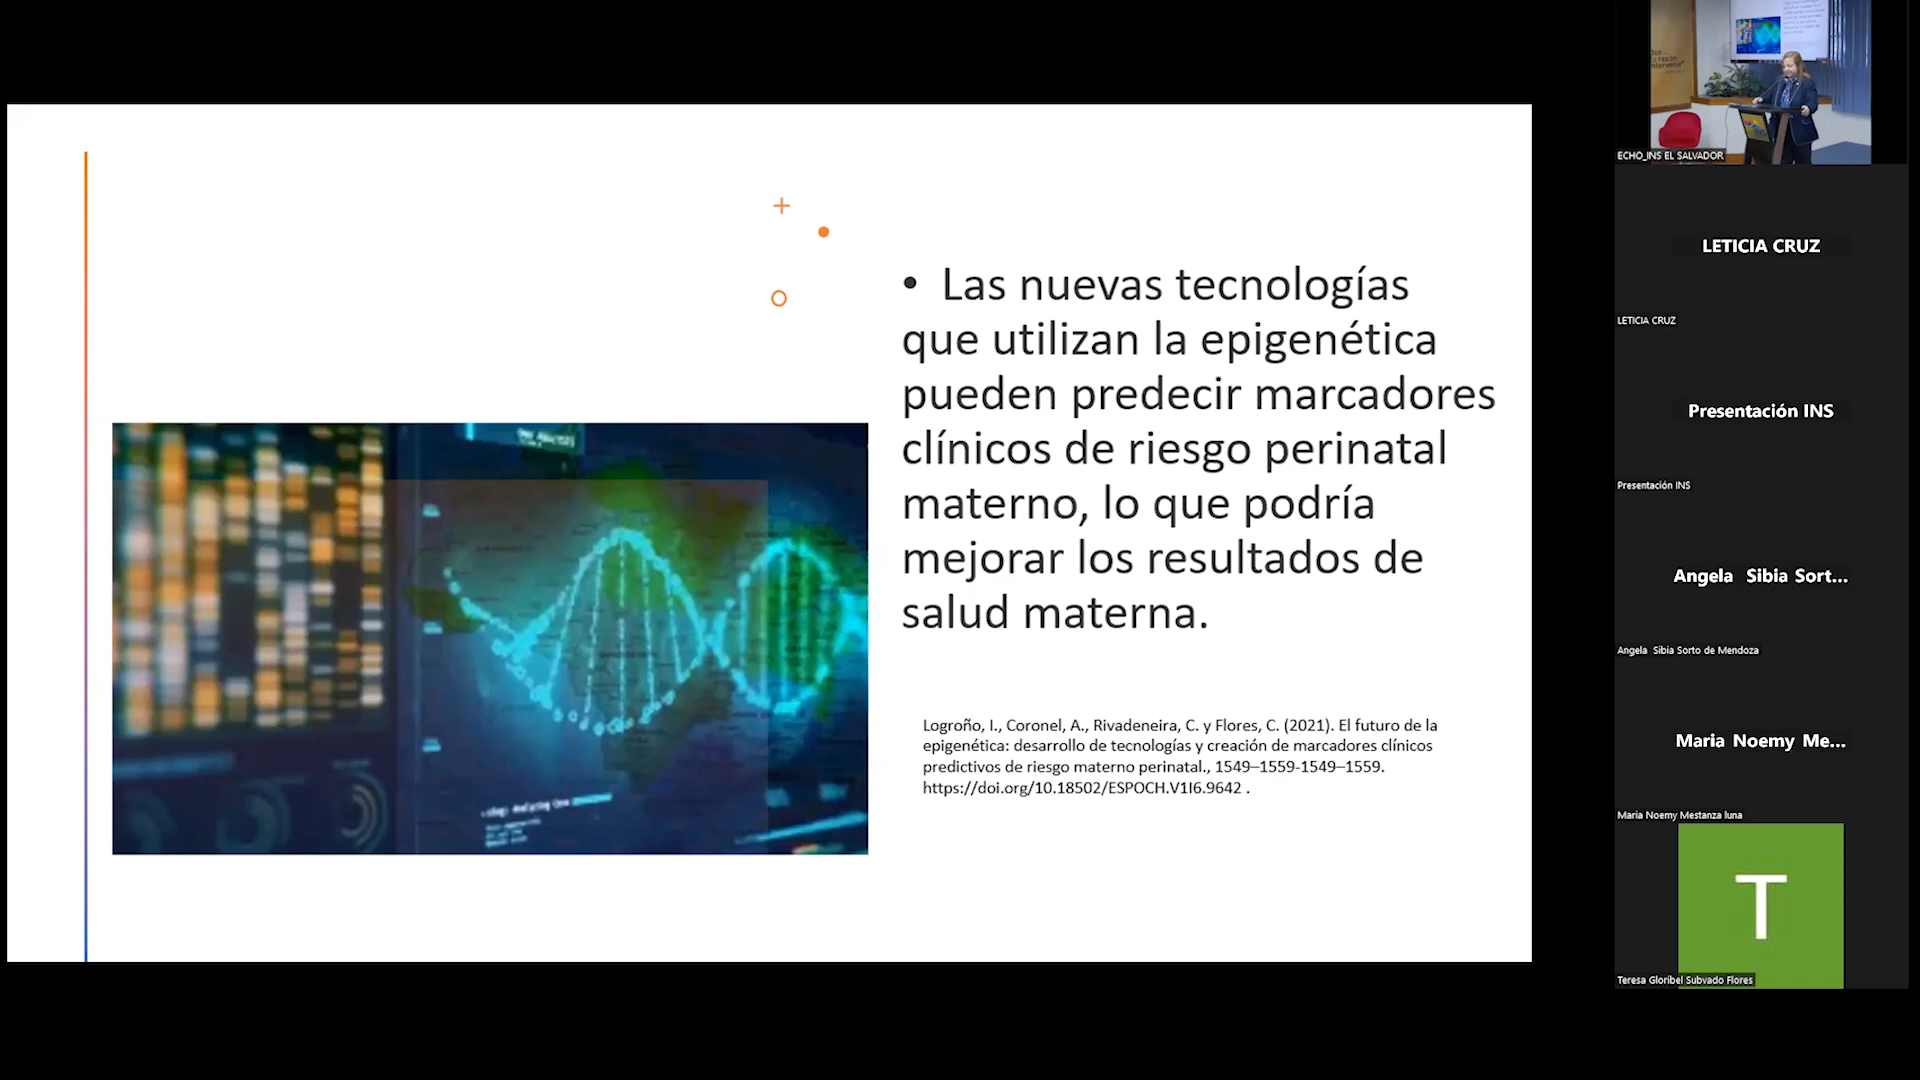 • Las nuevas tecnologías
que utilizan la epigenética
pueden predecir marcadores
clínicos de riesgo perinatal
materno, lo que podría
mejorar los resultados de
salud materna.
Logroño, I., Coronel, A., Rivadeneira, C. y Flores, C. (2021). El futuro de la
epigenética: desarrollo de tecnologías y creación de marcadores clínicos
predictivos de riesgo materno perinatal., 1549–1559-1549–1559.
https://doi.org/10.18502/ESPOCH.V1I6.9642 .
ECHO_INS EL SALVADOR
LETICIA CRUZ
LETICIA CRUZ
Presentación INS
Presentación INS
Angela Sibia Sort...
Angela Sibia Sorto de Mendoza
Maria Noemy Me...
Maria Noemy Mestanza luna
T
Teresa Gloribel Subvado Flores